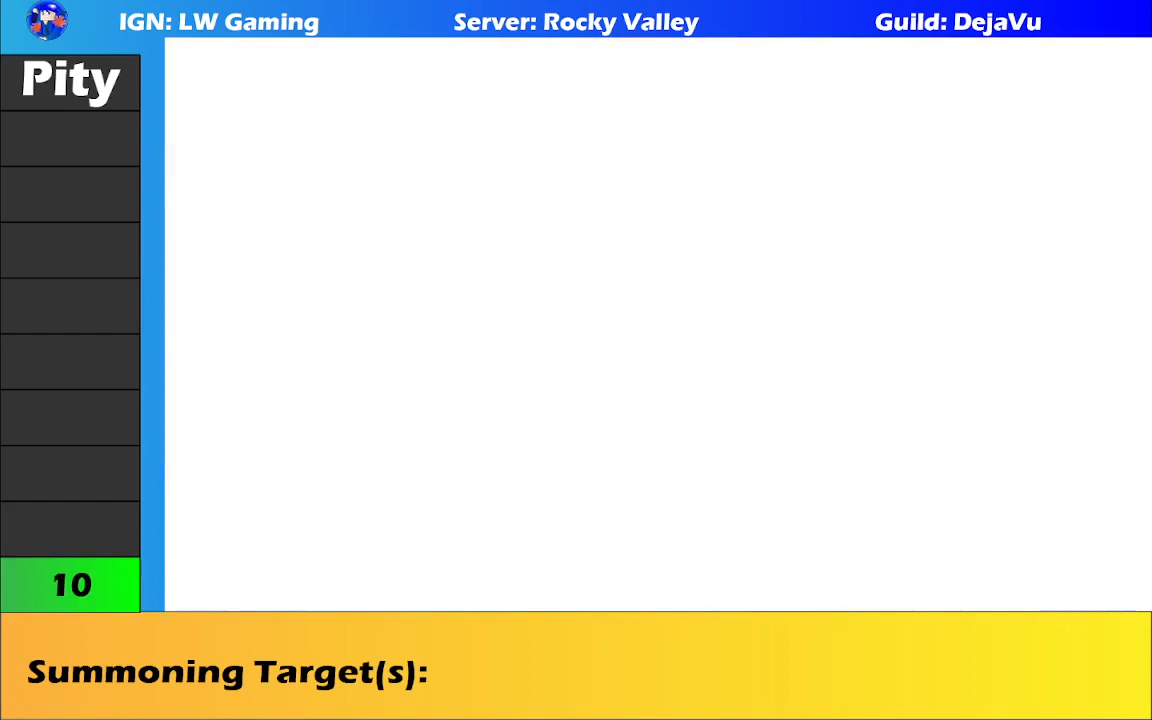 IGN: LW Gaming Server: Rocky Valley Guild: DejaVu
Pity
10
Summoning Target(s):